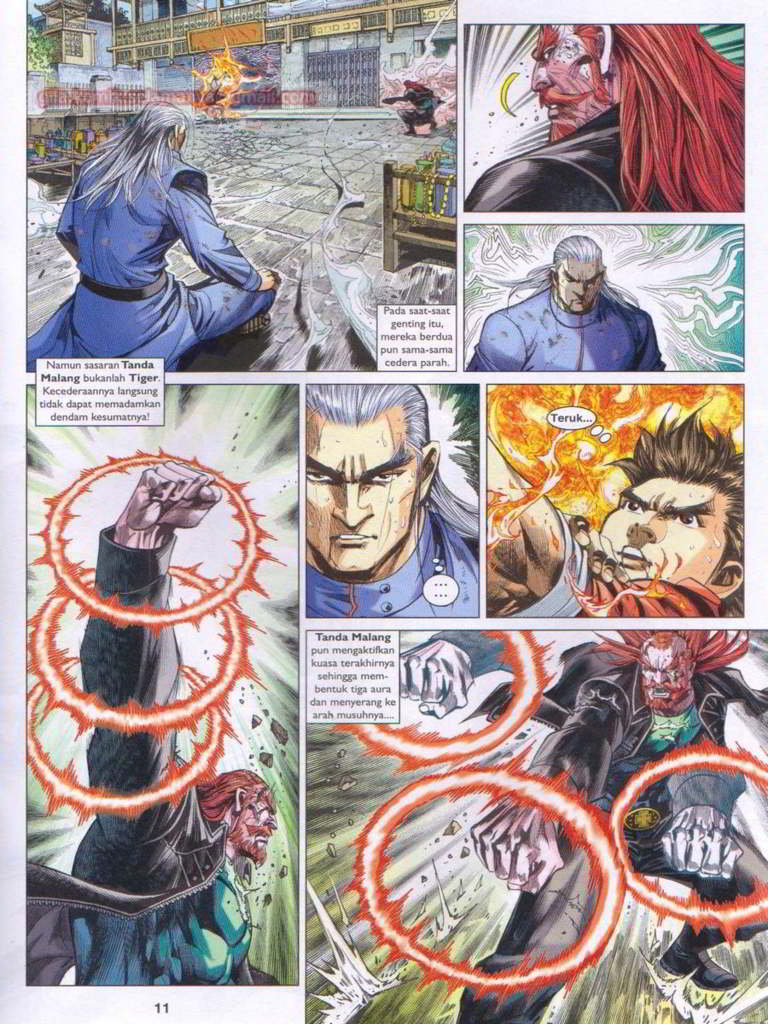 Pada saat-saat
genting itu,
mereka berdua
pun sama-sama
cedera parah.
Namun sasaran Tanda
Malang bukanlah Tiger.
Kecederaannya langsung
tidak dapat memadamkan
dendam kesumatnya!
...
...
Teruk...
Tanda Malang
pun mengaktifkan
kuasa terakhirnya
sehingga mem-
bentuk tiga aura
dan menyerang ke
arah musuhnya....
11